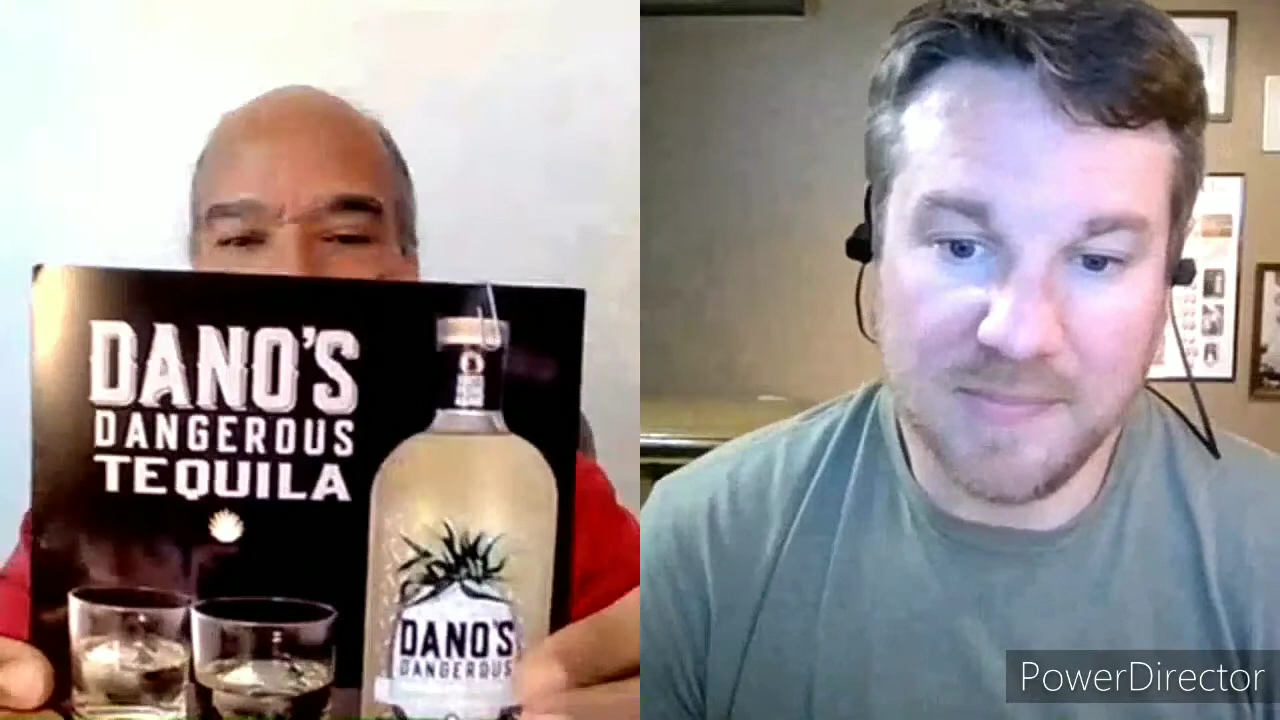 DANO'S
DANGEROUS
TEQUILA
DANO'S
DANGEROUS
PowerDirector